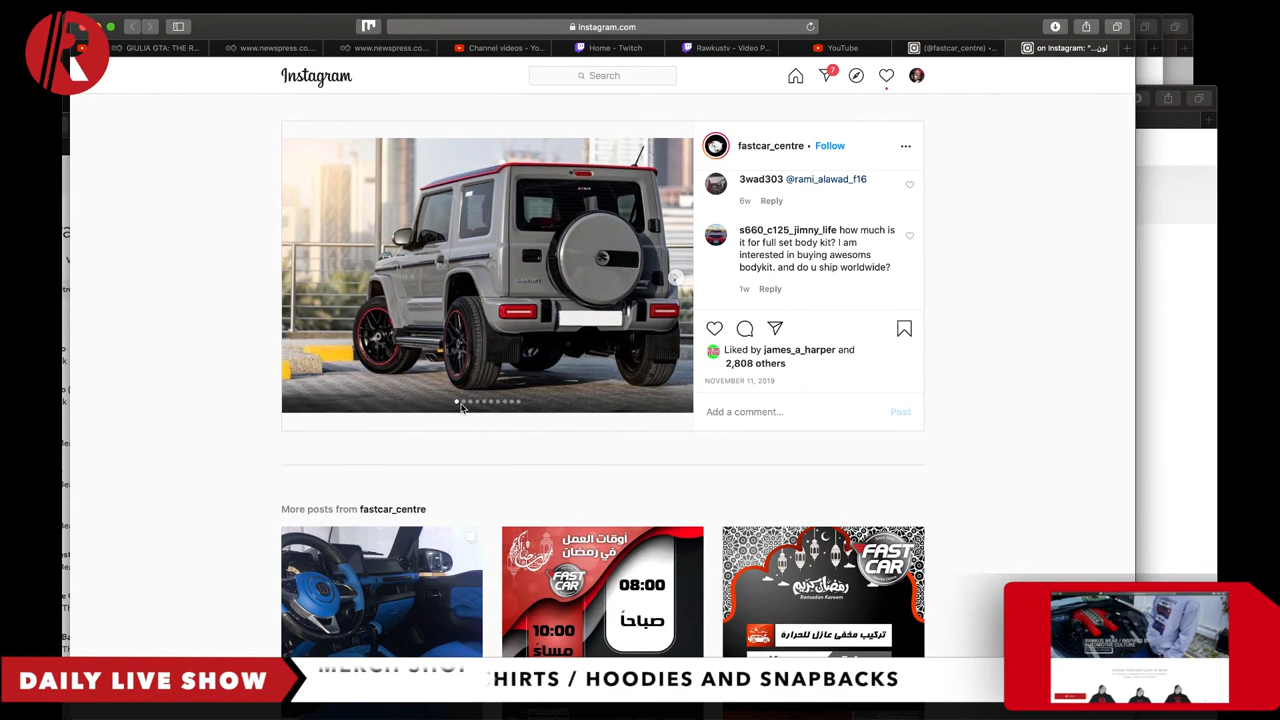 instagram.com
GIULIA GTA: THE R...
www.newspress.co....
www.newspress.co....
Channel videos - Yo...
Home - Twitch
Rawkustv - Video P...
YouTube
(@fastcar_centre) •...
on Instagram: "...لون
Instagram
Search
7
fastcar_centre • Follow
3wad303 @rami_alawad_f16
6w Reply
s660_c125_jimny_life how much is
it for full set body kit? I am
interested in buying awesoms
bodykit. and do u ship worldwide?
1w Reply
Liked by james_a_harper and
2,808 others
NOVEMBER 11, 2019
Add a comment...
Post
More posts from fastcar_centre
أوقات العمل
في رمضان
FAST
CAR
08:00
صباحاً
10:00
مساءً
FAST
CAR
رمضان كريم
Ramadan Kareem
تركيب مخفي عازل للحرارة
DAILY LIVE SHOW
MERCH SHOP
HIRTS / HOODIES AND SNAPBACKS